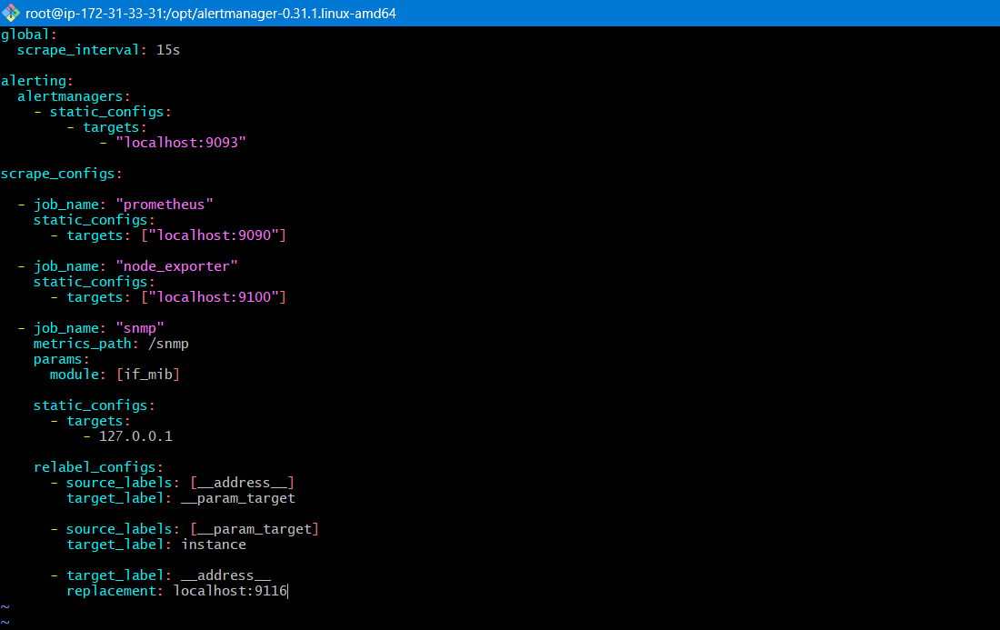 root@ip-172-31-33-31:/opt/alertmanager-0.31.1.linux-amd64
global:
  scrape_interval: 15s

alerting:
  alertmanagers:
    - static_configs:
        - targets:
            - "localhost:9093"

scrape_configs:

  - job_name: "prometheus"
    static_configs:
      - targets: ["localhost:9090"]

  - job_name: "node_exporter"
    static_configs:
      - targets: ["localhost:9100"]

  - job_name: "snmp"
    metrics_path: /snmp
    params:
      module: [if_mib]

    static_configs:
      - targets:
          - 127.0.0.1

    relabel_configs:
      - source_labels: [__address__]
        target_label: __param_target

      - source_labels: [__param_target]
        target_label: instance

      - target_label: __address__
        replacement: localhost:9116
~
~